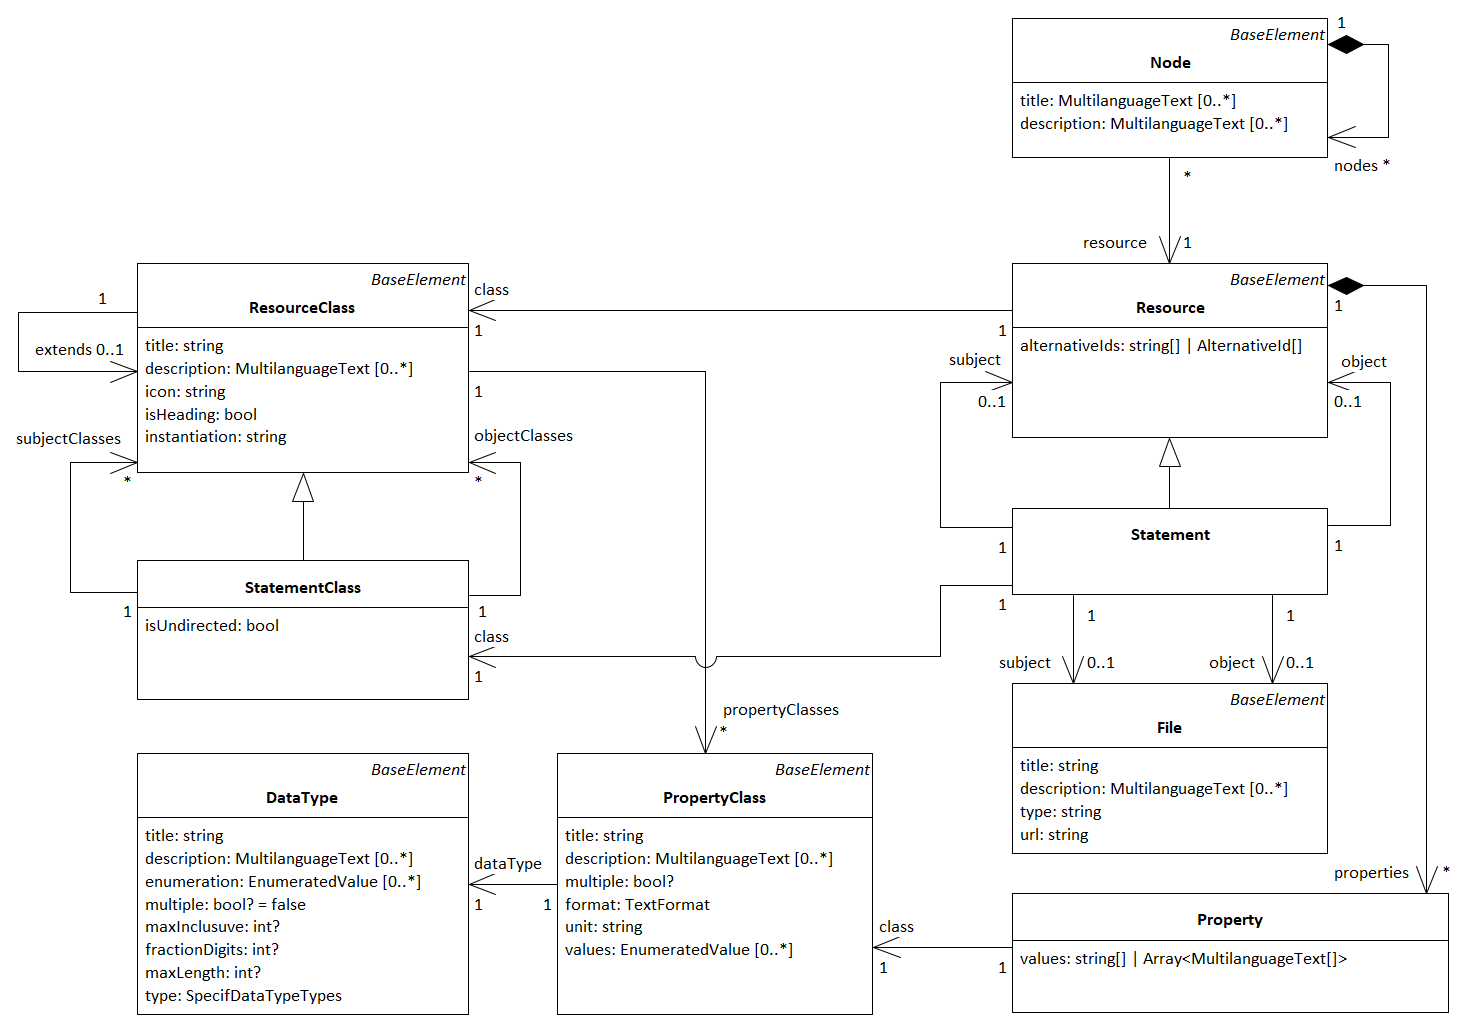 1
BaseElement
Node
title: MultilanguageText [0..*]
description: MultilanguageText [0..*]
nodes *
*
resource
1
BaseElement
ResourceClass
title: string
description: MultilanguageText [0..*]
icon: string
isHeading: bool
instantiation: string
1
extends 0..1
class
1
1
BaseElement
Resource
alternativeIds: string[] | AlternativeId[]
1
1
subject
0..1
object
0..1
subjectClasses
*
objectClasses
*
StatementClass
isUndirected: bool
1
1
class
1
Statement
1
1
1
1
1
subject
0..1
object
0..1
propertyClasses
*
BaseElement
File
title: string
description: MultilanguageText [0..*]
type: string
url: string
BaseElement
DataType
title: string
description: MultilanguageText [0..*]
enumeration: EnumeratedValue [0..*]
multiple: bool? = false
maxInclusuve: int?
fractionDigits: int?
maxLength: int?
type: SpecifDataTypeTypes
dataType
1
1
BaseElement
PropertyClass
title: string
description: MultilanguageText [0..*]
multiple: bool?
format: TextFormat
unit: string
values: EnumeratedValue [0..*]
class
1
1
properties
*
Property
values: string[] | Array<MultilanguageText[]>